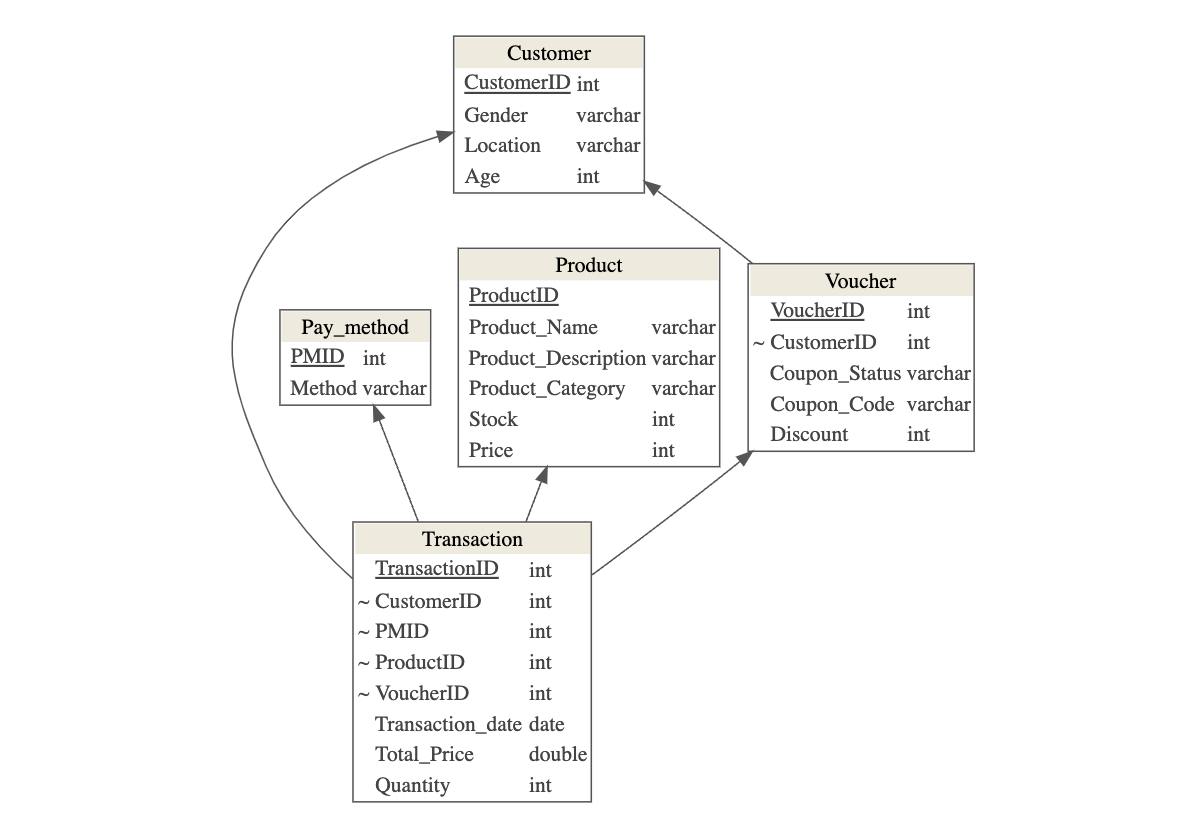 Customer
CustomerID int
Gender varchar
Location varchar
Age int
Product
ProductID
Product_Name varchar
Product_Description varchar
Product_Category varchar
Stock int
Price int
Voucher
VoucherID int
~ CustomerID int
Coupon_Status varchar
Coupon_Code varchar
Discount int
Pay_method
PMID int
Method varchar
Transaction
TransactionID int
~ CustomerID int
~ PMID int
~ ProductID int
~ VoucherID int
Transaction_date date
Total_Price double
Quantity int